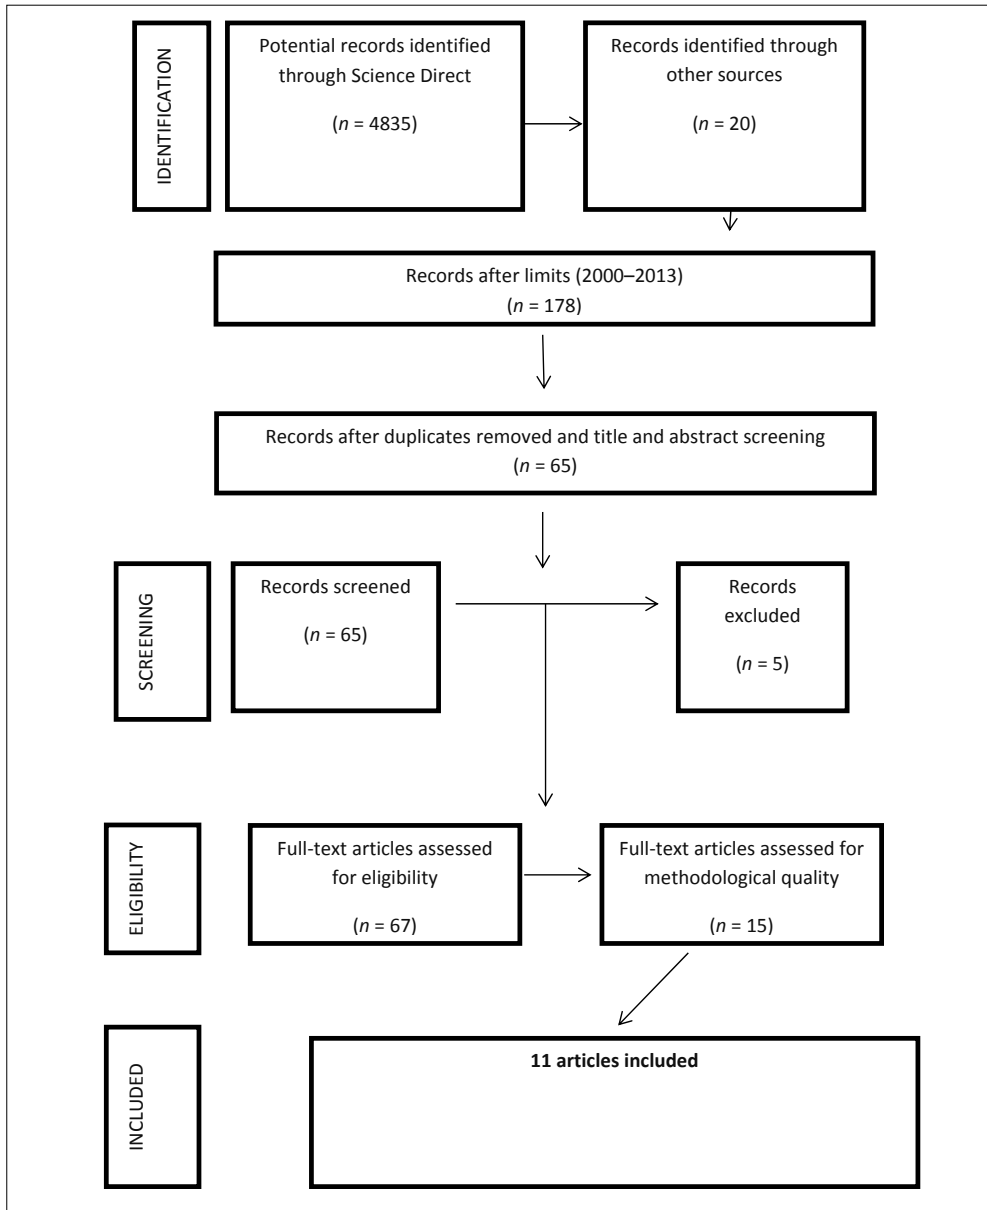 IDENTIFICATION
Potential records identified
through Science Direct
(n = 4835)
Records identified through
other sources
(n = 20)
Records after limits (2000–2013)
(n = 178)
Records after duplicates removed and title and abstract screening
(n = 65)
SCREENING
Records screened
(n = 65)
Records
excluded
(n = 5)
ELIGIBILITY
Full-text articles assessed
for eligibility
(n = 67)
Full-text articles assessed for
methodological quality
(n = 15)
INCLUDED
11 articles included